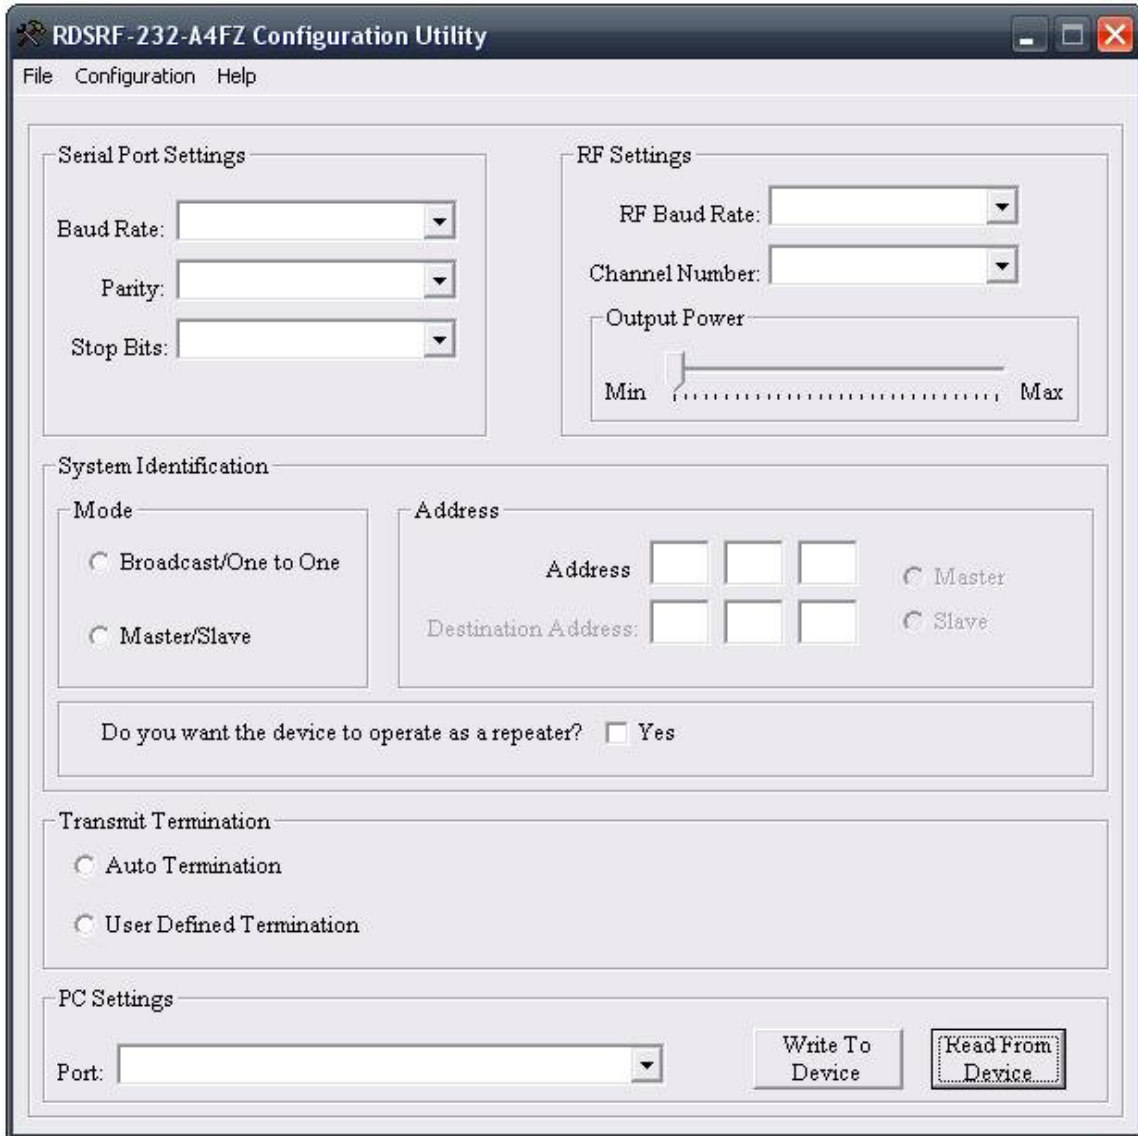 RDSRF-232-A4FZ Configuration Utility
File Configuration Help
Serial Port Settings
Baud Rate:
Parity:
Stop Bits:
RF Settings
RF Baud Rate:
Channel Number:
Output Power
Min Max
System Identification
Mode
Broadcast/One to One
Master/Slave
Address
Address
Destination Address:
Master
Slave
Do you want the device to operate as a repeater? Yes
Transmit Termination
Auto Termination
User Defined Termination
PC Settings
Port:
Write To
Device
Read From
Device